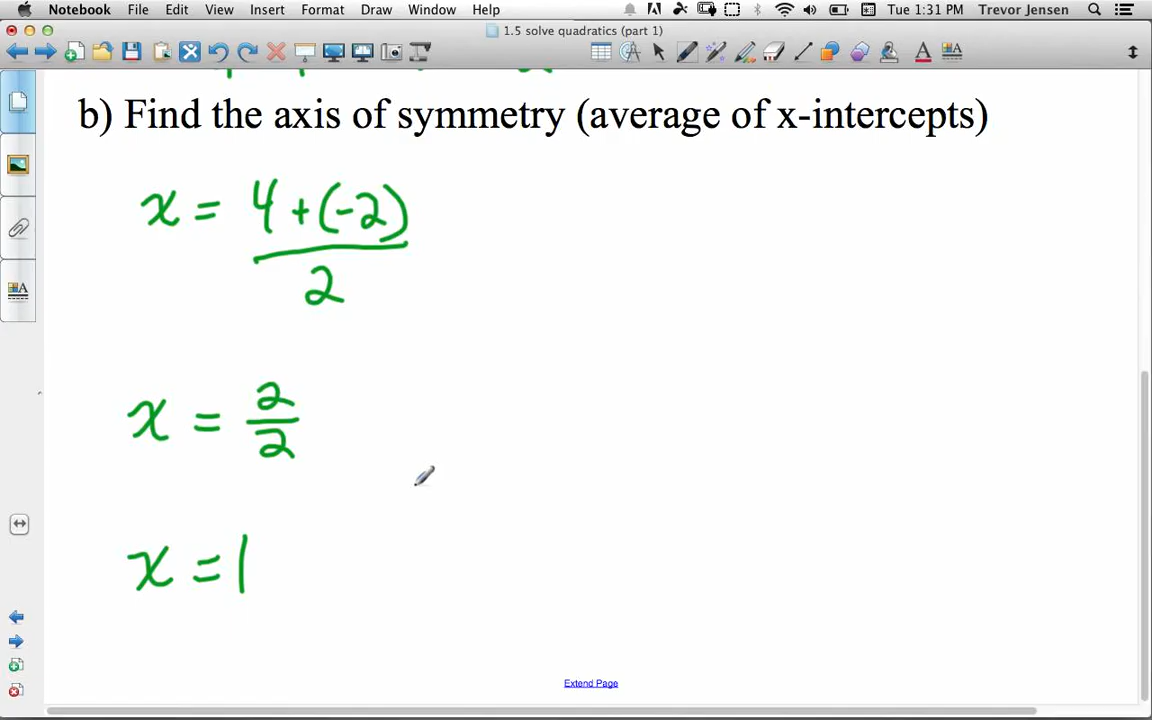 Notebook File Edit View Insert Format Draw Window Help Tue 1:31 PM Trevor Jensen
1.5 solve quadratics (part 1)
b) Find the axis of symmetry (average of x-intercepts)
x = 4 + (-2)
2
x = 2
2
x = 1
Extend Page